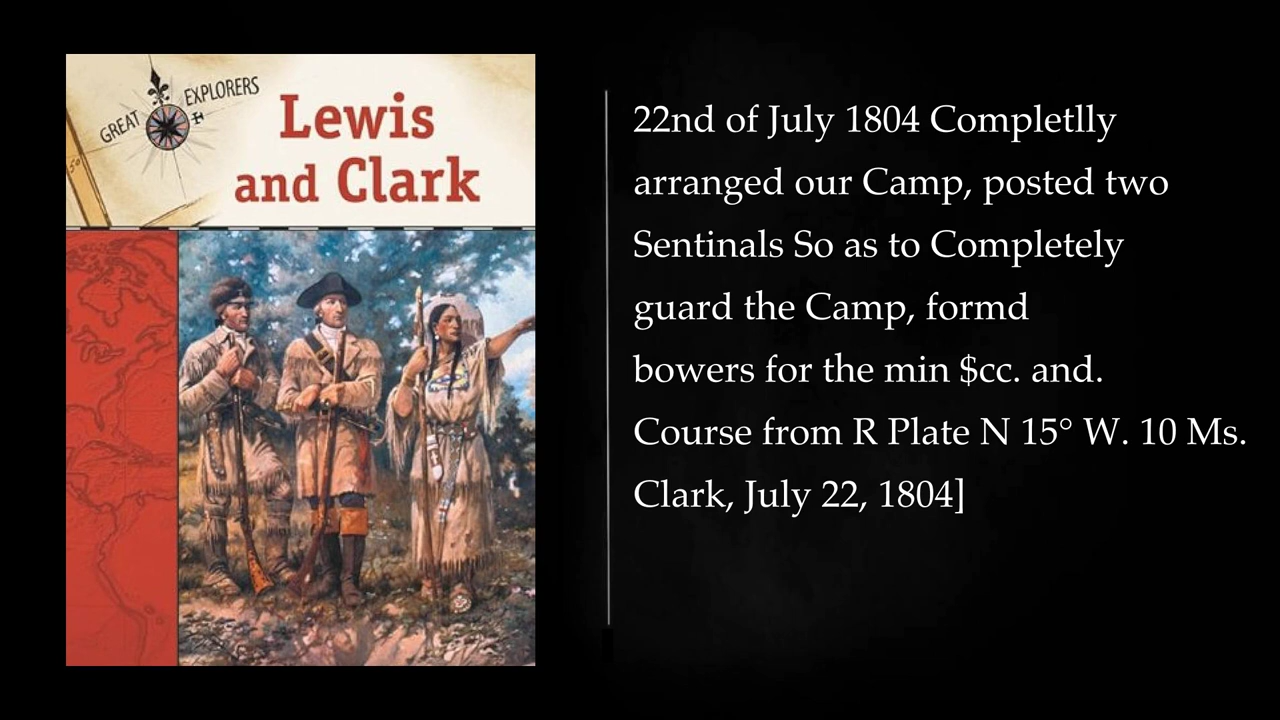 GREAT EXPLORERS
Lewis
and Clark
50
22nd of July 1804 Completlly
arranged our Camp, posted two
Sentinals So as to Completely
guard the Camp, formd
bowers for the min $cc. and.
Course from R Plate N 15° W. 10 Ms.
Clark, July 22, 1804]